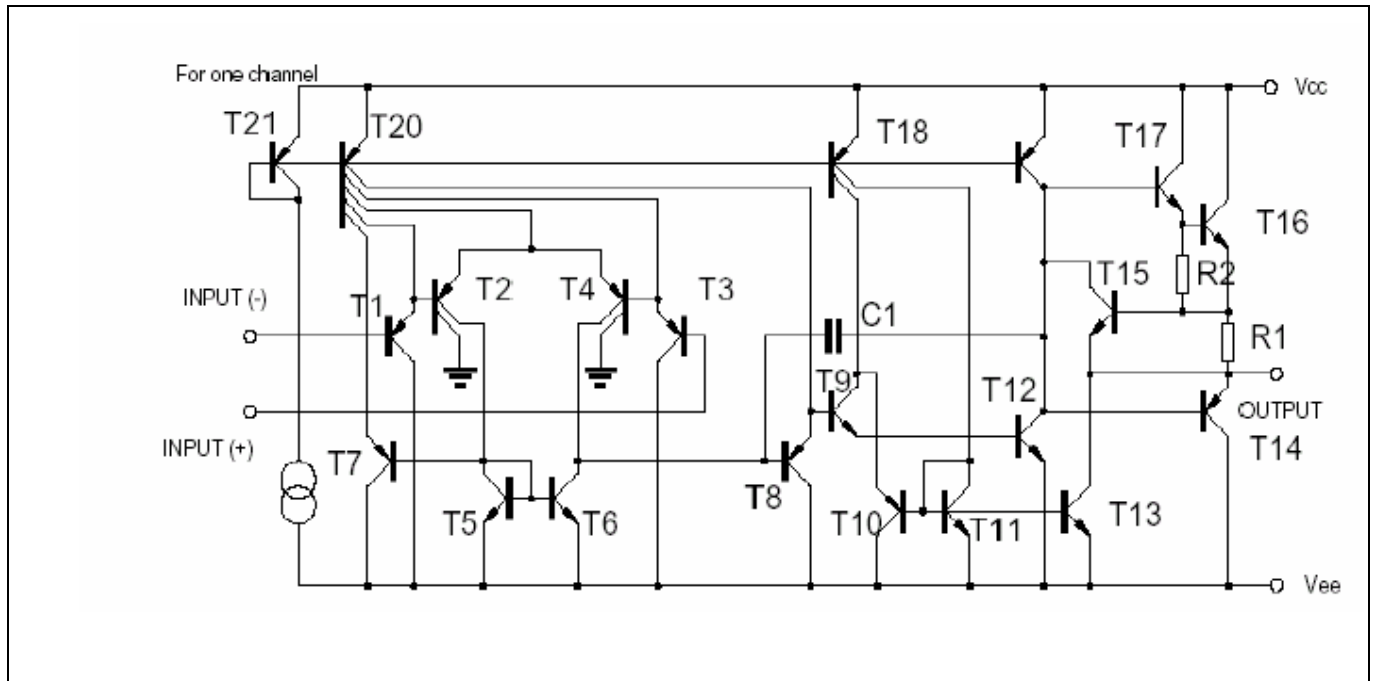 For one channel
Vcc
T21
T20
T18
T17
T16
T15
R2
INPUT (-)
T1
T2
T4
T3
C1
R1
T9
T12
OUTPUT
INPUT (+)
T7
T14
T8
T5
T6
T10
T11
T13
Vee